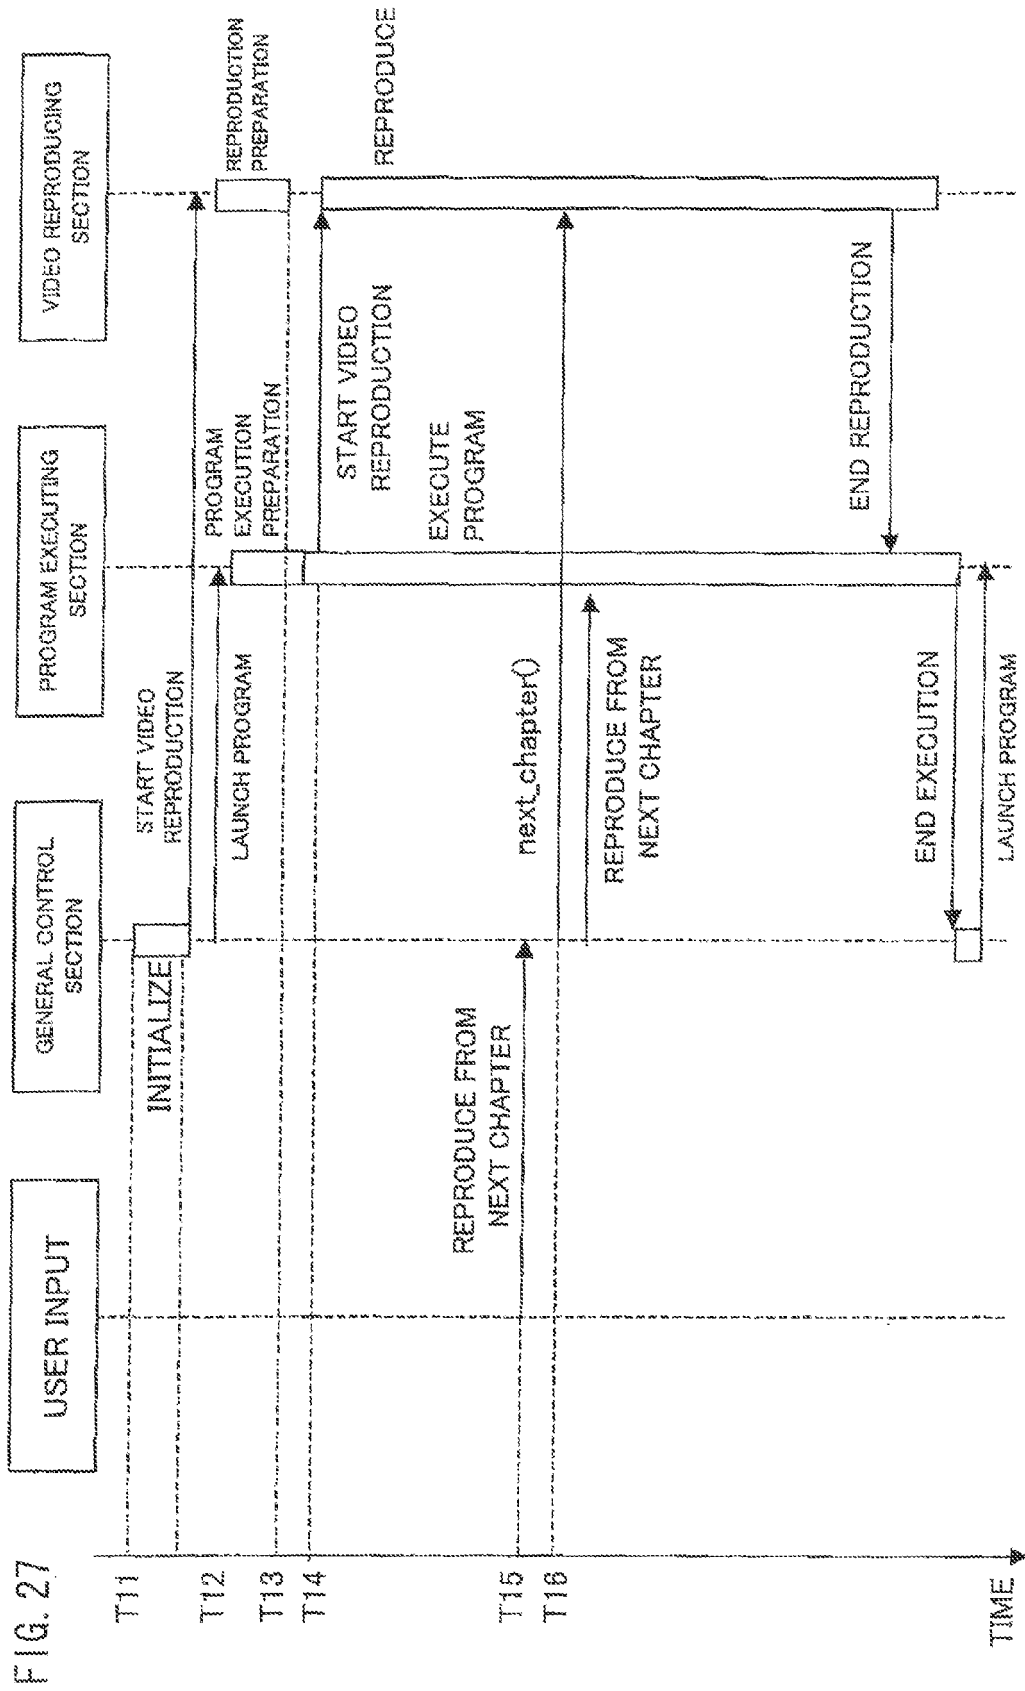 FIG. 27
USER INPUT
GENERAL CONTROL
SECTION
PROGRAM EXECUTING
SECTION
VIDEO REPRODUCING
SECTION
T11
T12
T13
T14
T15
T16
TIME
INITIALIZE
START VIDEO
REPRODUCTION
LAUNCH PROGRAM
PROGRAM
EXECUTION
PREPARATION
REPRODUCTION
PREPARATION
START VIDEO
REPRODUCTION
REPRODUCE
EXECUTE
PROGRAM
REPRODUCE FROM
NEXT CHAPTER
next_chapter()
REPRODUCE FROM
NEXT CHAPTER
END REPRODUCTION
END EXECUTION
LAUNCH PROGRAM